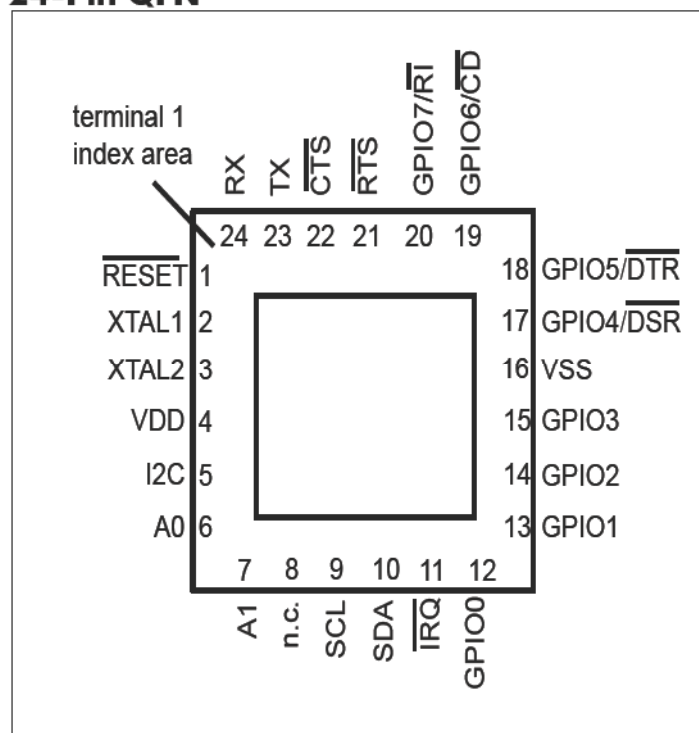 24-Pin QFN
terminal 1
index area
RX
TX
CTS
RTS
GPIO7/RI
GPIO6/CD
24
23
22
21
20
19
RESET 1
XTAL1 2
XTAL2 3
VDD 4
I2C 5
A0 6
18 GPIO5/DTR
17 GPIO4/DSR
16 VSS
15 GPIO3
14 GPIO2
13 GPIO1
7
8
9
10
11
12
A1
n.c.
SCL
SDA
IRQ
GPIO0